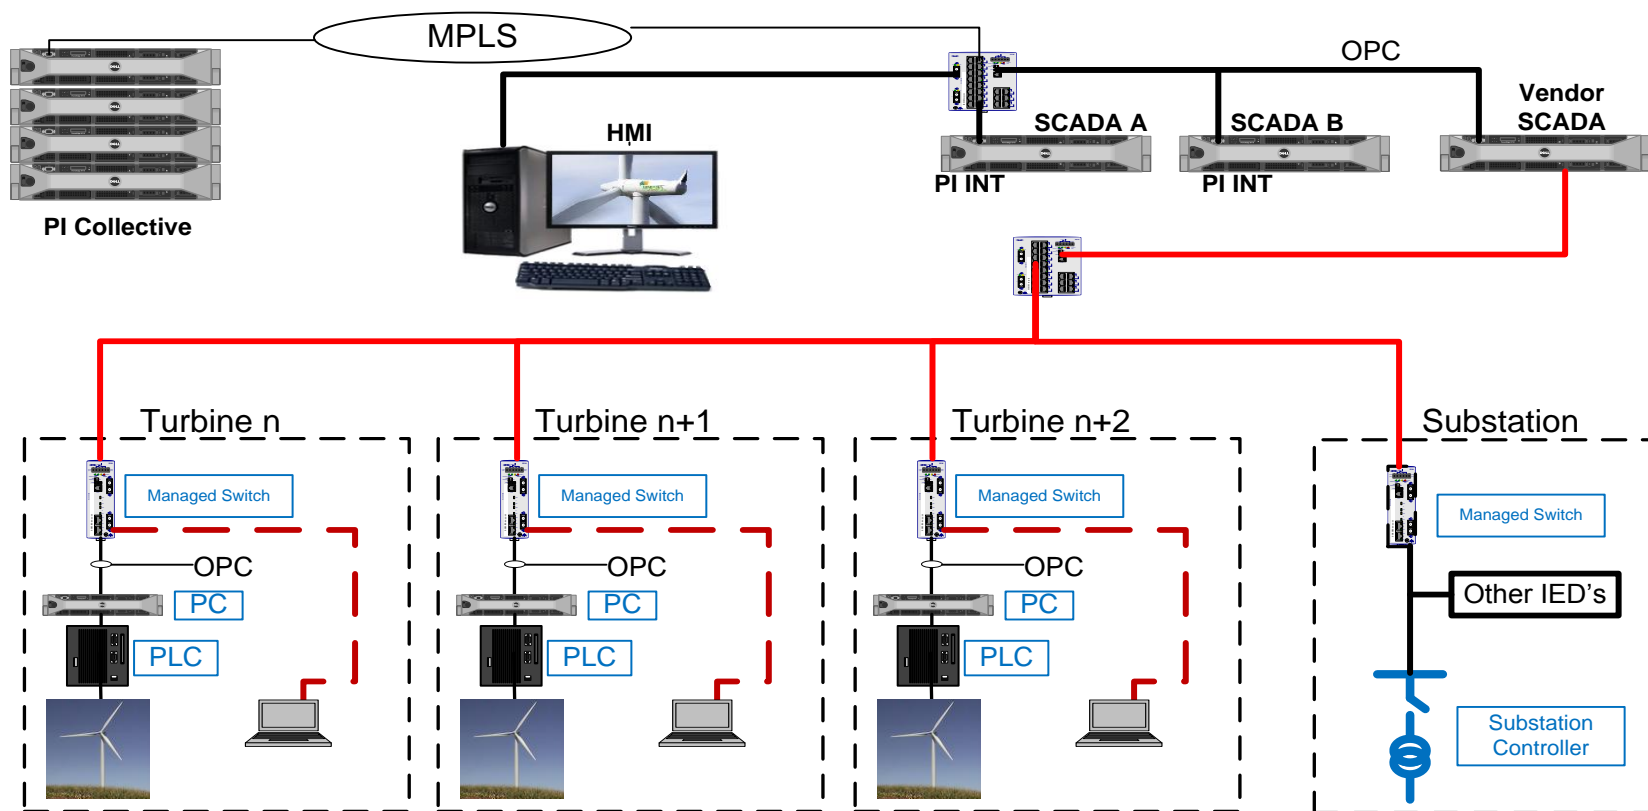 MPLS
OPC
Vendor
SCADA
HMI
SCADA A
SCADA B
PI INT
PI INT
PI Collective
Turbine n
Turbine n+1
Turbine n+2
Substation
Managed Switch
Managed Switch
Managed Switch
Managed Switch
OPC
OPC
OPC
PC
PC
PC
Other IED's
PLC
PLC
PLC
Substation
Controller